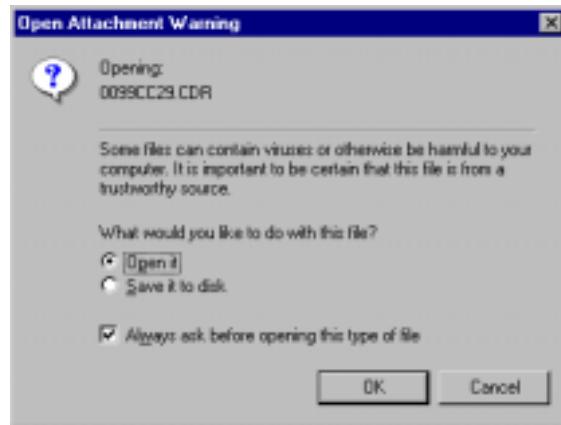 Open Attachment Warning
Opening:
0099CC29.CDR
Some files can contain viruses or otherwise be harmful to your
computer. It is important to be certain that this file is from a
trustworthy source.
What would you like to do with this file?
Open it
Save it to disk
Always ask before opening this type of file
OK Cancel